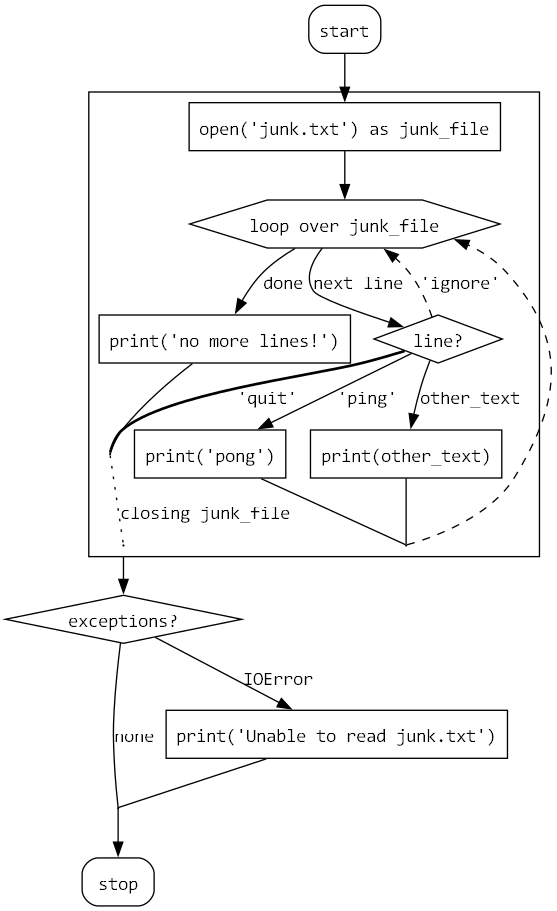 start
open('junk.txt') as junk_file
loop over junk_file
done
next line
'ignore'
print('no more lines!')
line?
'quit'
'ping'
other_text
print('pong')
print(other_text)
closing junk_file
exceptions?
IOError
none
print('Unable to read junk.txt')
stop